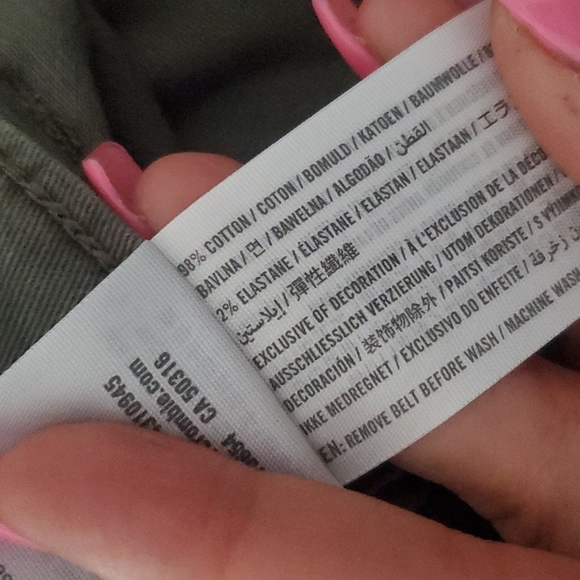 98% COTTON / COTON / BOMULD / KATOEN / BAUMWOLLE /
BAVLNA / 면 / BAWEŁNA / ALGODÃO / القطن
2% ELASTANE / ÉLASTANE / ELASTAN / ELASTAAN / エラ
إيلاستين / 彈性纖維
EXCLUSIVE OF DECORATION / À L'EXCLUSION DE LA DÉCO
AUSSCHLIESSLICH VERZIERUNG / UTOM DEKORATIONEN /
DECORACIÓN / 装飾物除外 / PAITSI KORISTE / S VÝJIMK
IKKE MEDREGNET / EXCLUSIVO DO ENFEITE /
EN: REMOVE BELT BEFORE WASH / MACHINE WASH
CA 50316